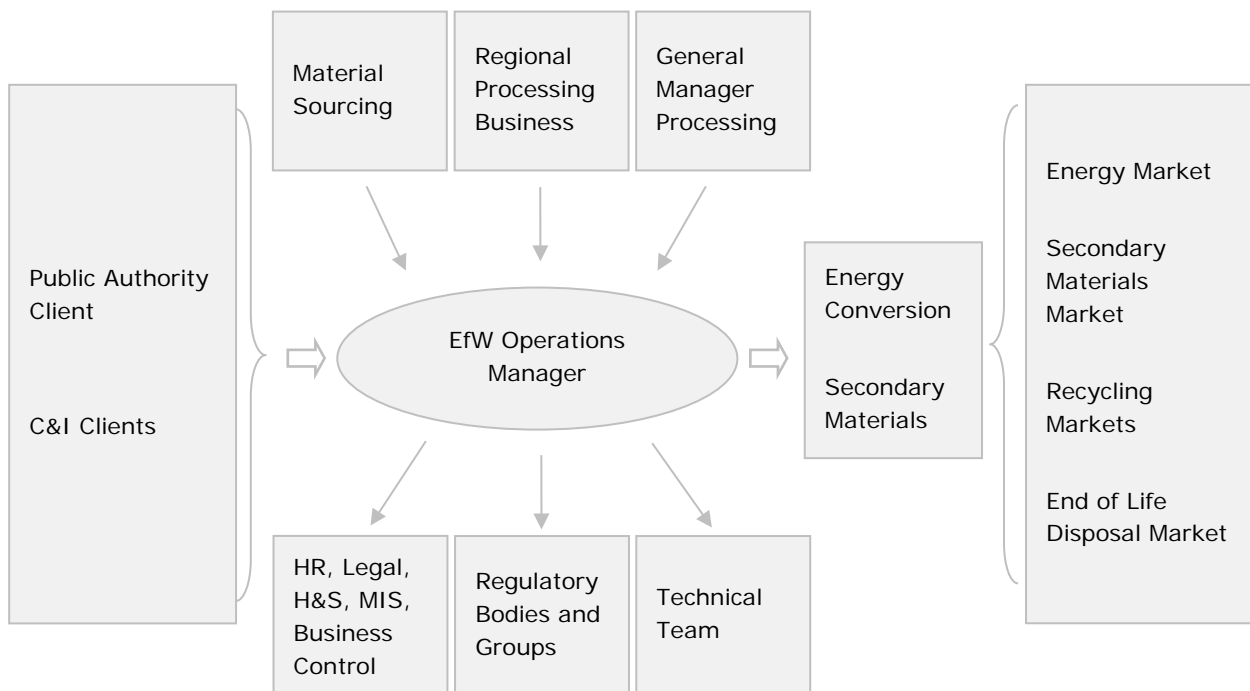 Material
Sourcing
Regional
Processing
Business
General
Manager
Processing
Public Authority
Client
C&I Clients
EfW Operations
Manager
Energy
Conversion
Secondary
Materials
Energy Market
Secondary
Materials
Market
Recycling
Markets
End of Life
Disposal Market
HR, Legal,
H&S, MIS,
Business
Control
Regulatory
Bodies and
Groups
Technical
Team